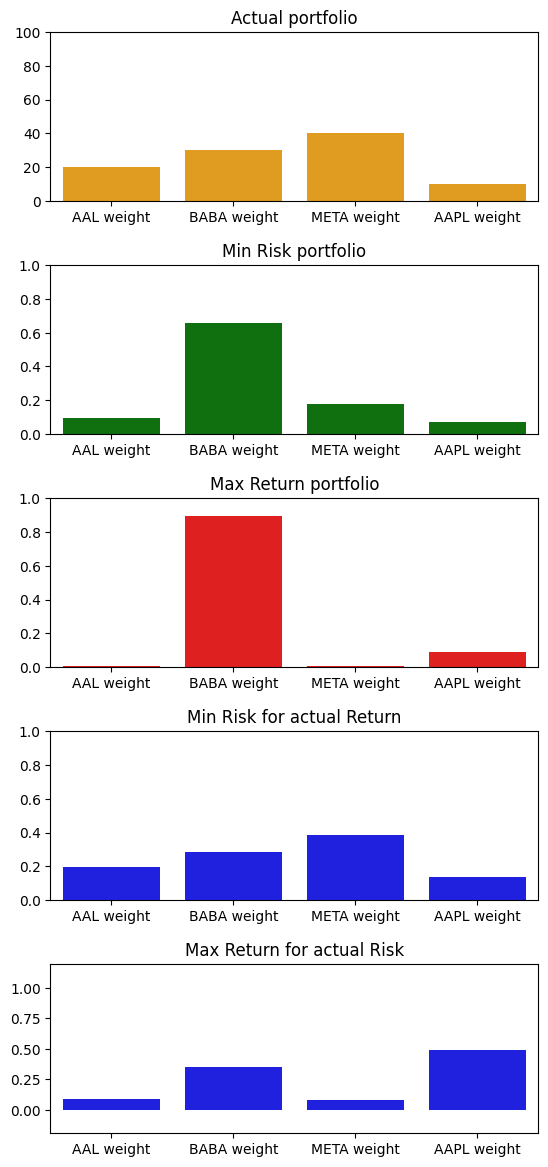 Actual portfolio
100
80
60
40
20
0
AAL weight BABA weight META weight AAPL weight
Min Risk portfolio
1.0
0.8
0.6
0.4
0.2
0.0
AAL weight BABA weight META weight AAPL weight
Max Return portfolio
1.0
0.8
0.6
0.4
0.2
0.0
AAL weight BABA weight META weight AAPL weight
Min Risk for actual Return
1.0
0.8
0.6
0.4
0.2
0.0
AAL weight BABA weight META weight AAPL weight
Max Return for actual Risk
1.00
0.75
0.50
0.25
0.00
AAL weight BABA weight META weight AAPL weight